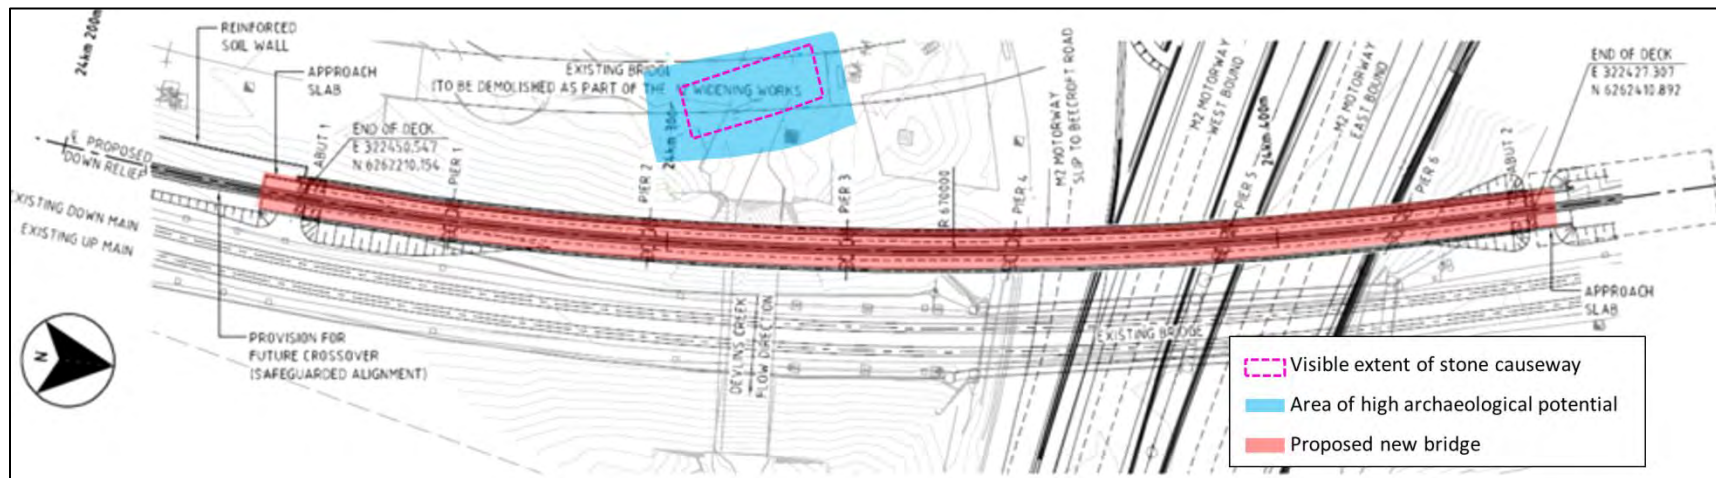 24km 200m
REINFORCED
SOIL WALL
APPROACH
SLAB
EXISTING BRIDGE
(TO BE DEMOLISHED AS PART OF THE
WIDENING WORKS
24km 300m
END OF DECK
E 322450.547
N 6262210.154
ABUT 1
PIER 1
PIER 2
PIER 3
PIER 4
M2 MOTORWAY
SLIP TO BEECROFT ROAD
M2 MOTORWAY
WEST BOUND
M2 MOTORWAY
EAST BOUND
24km 400m
PIER 5
PIER 6
ABUT 2
END OF DECK
E 322427.307
N 6262410.892
PROPOSED
DOWN RELIEF
EXISTING DOWN MAIN
EXISTING UP MAIN
PROVISION FOR
FUTURE CROSSOVER
(SAFEGUARDED ALIGNMENT)
DEVLINS CREEK
FLOW DIRECTION
EXISTING BRIDGE
APPROACH
SLAB
N
Visible extent of stone causeway
Area of high archaeological potential
Proposed new bridge